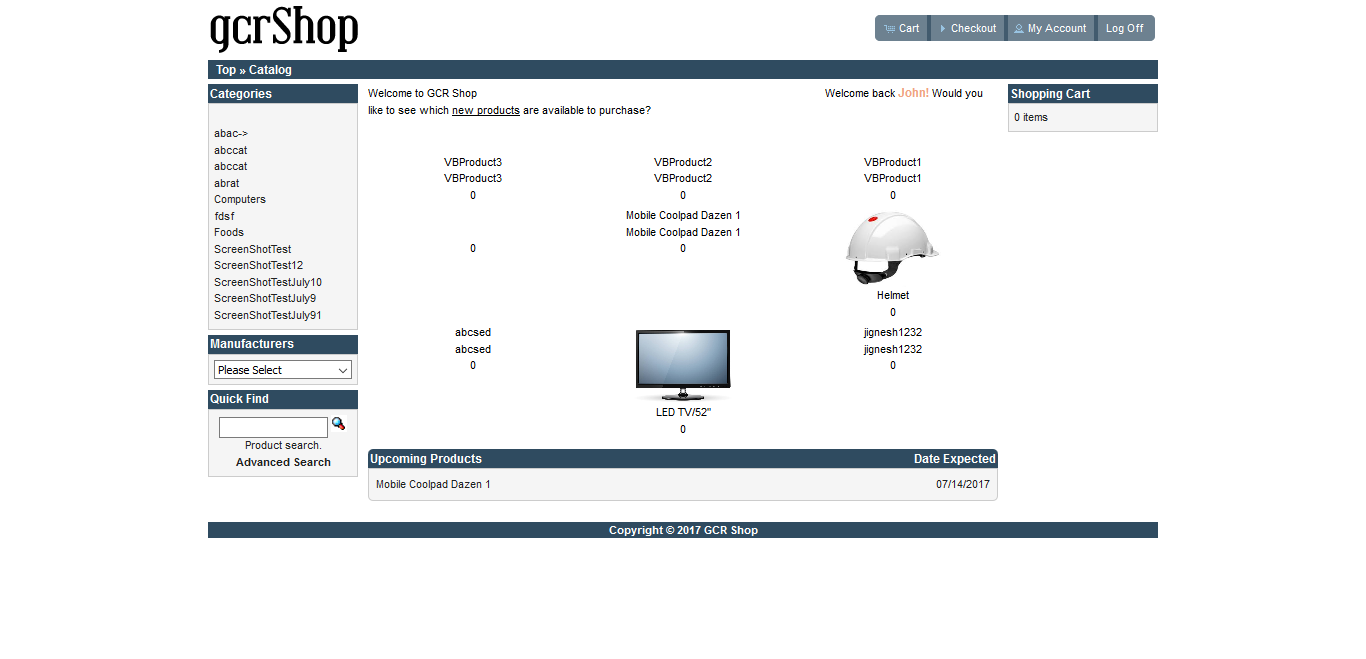 gcrShop
Cart
Checkout
My Account
Log Off
Top » Catalog
Categories
abac->
abccat
abccat
abrat
Computers
fdsf
Foods
ScreenShotTest
ScreenShotTest12
ScreenShotTestJuly10
ScreenShotTestJuly9
ScreenShotTestJuly91
Manufacturers
Please Select
Quick Find
Product search.
Advanced Search
Welcome to GCR Shop Welcome back John! Would you
like to see which new products are available to purchase?
VBProduct3 VBProduct2 VBProduct1
VBProduct3 VBProduct2 VBProduct1
0 0 0
Mobile Coolpad Dazen 1
Mobile Coolpad Dazen 1
0 0
Helmet
0
abcsed jignesh1232
abcsed jignesh1232
0 0
LED TV/52"
0
Upcoming Products Date Expected
Mobile Coolpad Dazen 1 07/14/2017
Shopping Cart
0 items
Copyright © 2017 GCR Shop